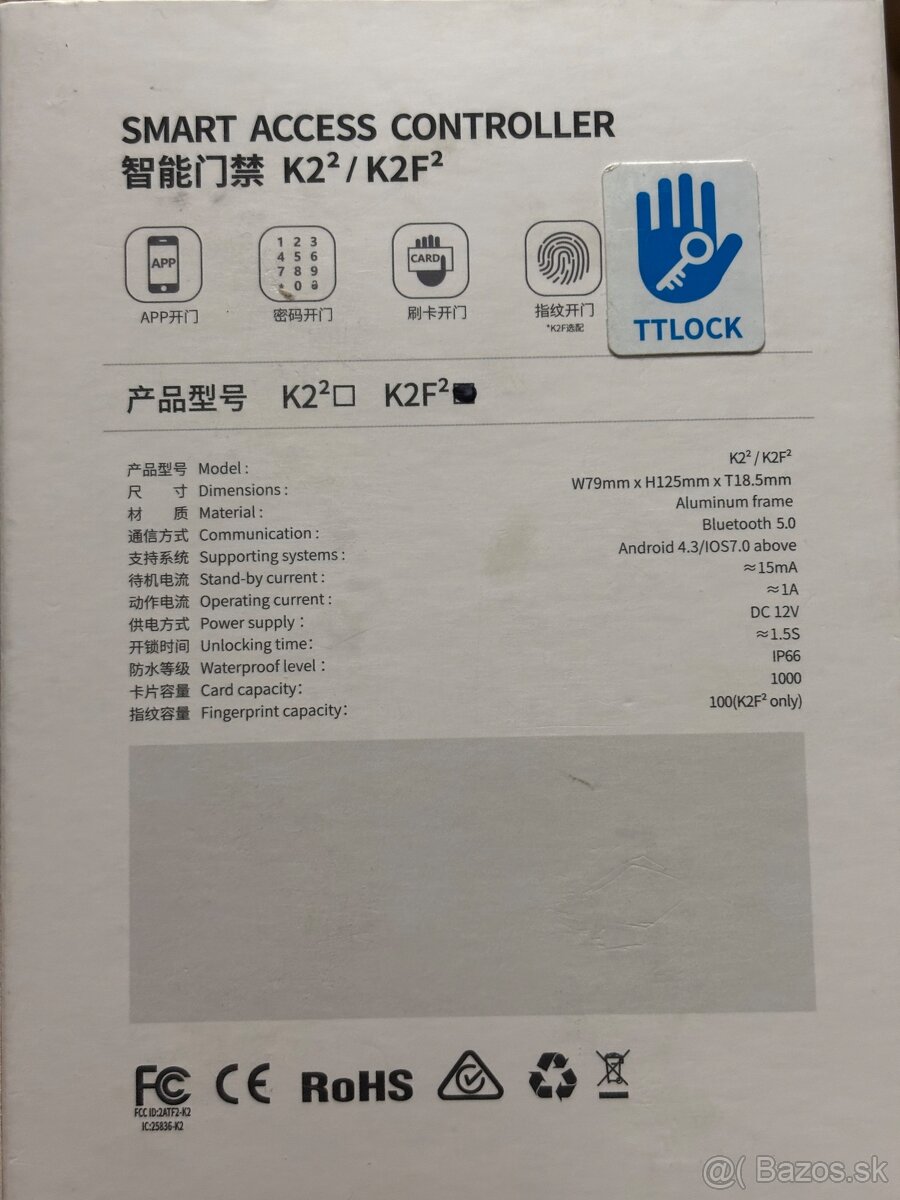 SMART ACCESS CONTROLLER
智能门禁 K2²/K2F²
APP
1 2 3
4 5 6
7 8 9
* 0
CARD
APP开门
密码开门
刷卡开门
指纹开门
*K2F选配
TTLOCK
产品型号 K2²□ K2F²■
产品型号 Model : K2² / K2F²
尺 寸 Dimensions : W79mm x H125mm x T18.5mm
材 质 Material : Aluminum frame
通信方式 Communication : Bluetooth 5.0
支持系统 Supporting systems : Android 4.3/IOS7.0 above
待机电流 Stand-by current : ≈15mA
动作电流 Operating current : ≈1A
供电方式 Power supply : DC 12V
开锁时间 Unlocking time: ≈1.5S
防水等级 Waterproof level : IP66
卡片容量 Card capacity: 1000
指纹容量 Fingerprint capacity: 100(K2F² only)
FC CE RoHS
FCC ID:2ATF2-K2
IC:25836-K2
@( Bazos.sk